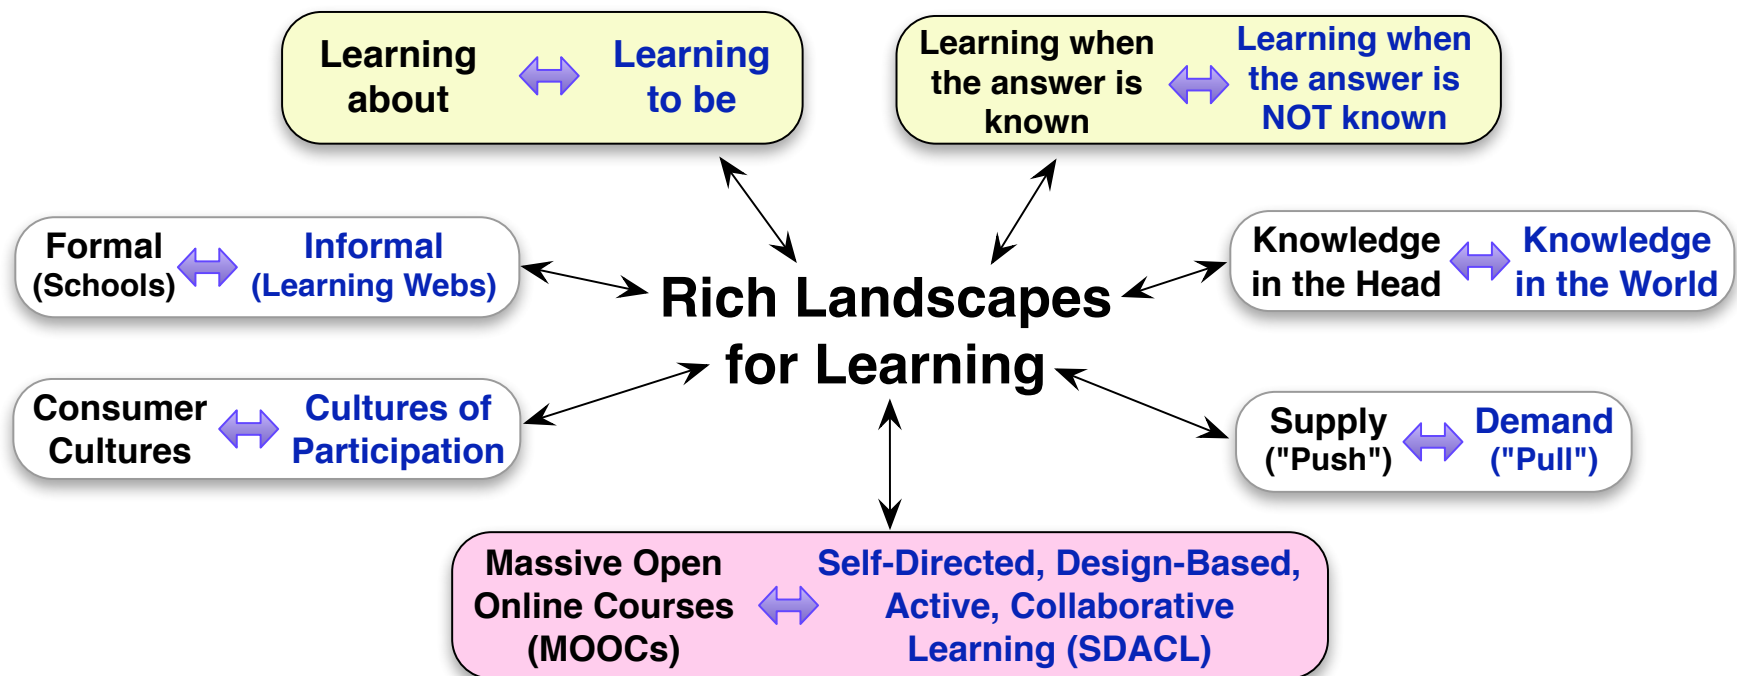 Learning
about
Learning
to be
Learning when
the answer is
known
Learning when
the answer is
NOT known
Formal
(Schools)
Informal
(Learning Webs)
Rich Landscapes
for Learning
Knowledge
in the Head
Knowledge
in the World
Consumer
Cultures
Cultures of
Participation
Supply
("Push")
Demand
("Pull")
Massive Open
Online Courses
(MOOCs)
Self-Directed, Design-Based,
Active, Collaborative
Learning (SDACL)